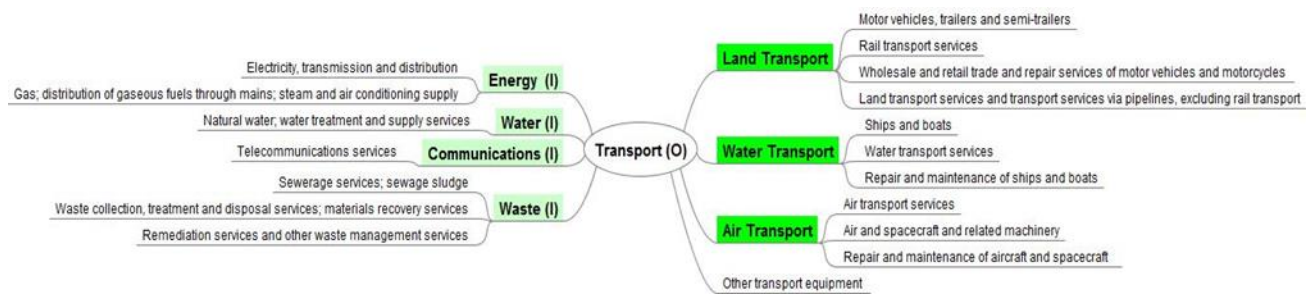 Electricity, transmission and distribution
Gas; distribution of gaseous fuels through mains; steam and air conditioning supply
Energy (I)
Natural water; water treatment and supply services
Water (I)
Telecommunications services
Communications (I)
Sewerage services; sewage sludge
Waste collection, treatment and disposal services; materials recovery services
Remediation services and other waste management services
Waste (I)
Transport (O)
Land Transport
Motor vehicles, trailers and semi-trailers
Rail transport services
Wholesale and retail trade and repair services of motor vehicles and motorcycles
Land transport services and transport services via pipelines, excluding rail transport
Water Transport
Ships and boats
Water transport services
Repair and maintenance of ships and boats
Air Transport
Air transport services
Air and spacecraft and related machinery
Repair and maintenance of aircraft and spacecraft
Other transport equipment